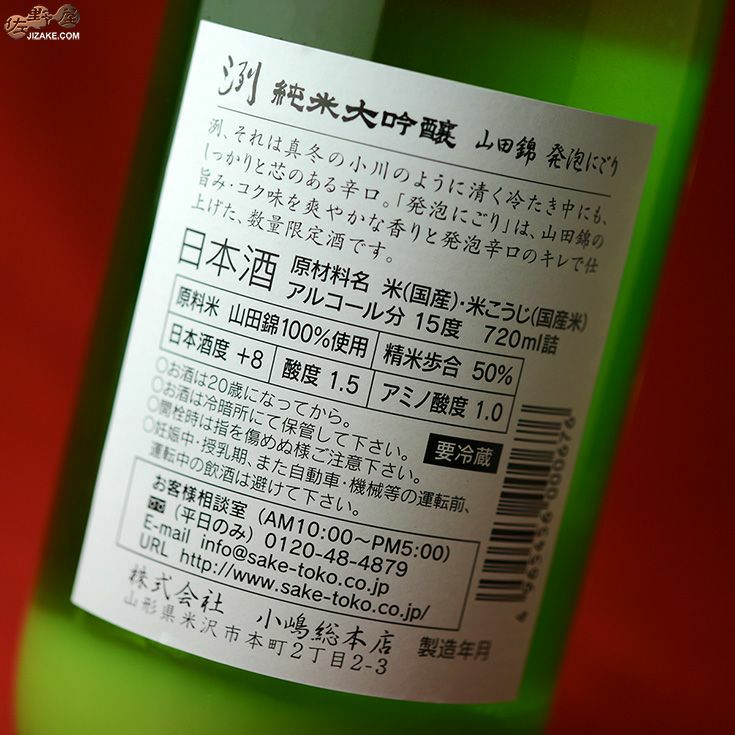 佐野屋
JIZAKE.COM
洌 純米大吟醸 山田錦 発泡にごり
洌、それは真冬の小川のように清く冷たき中にも、
しっかりと芯のある辛口。「発泡にごり」は、山田錦の
旨み・コク味を爽やかな香りと発泡辛口のキレで仕
上げた、数量限定酒です。
日本酒 原材料名 米(国産)・米こうじ(国産米)
アルコール分 15度 720ml詰
原料米 山田錦100%使用 精米歩合 50%
日本酒度 +8 酸度 1.5 アミノ酸度 1.0
○お酒は20歳になってから。
○お酒は冷暗所にて保管して下さい。
○開栓時は指を傷めぬ様ご注意下さい。
○妊娠中・授乳期、また自動車・機械等の運転前、
運転中の飲酒は避けて下さい。
要冷蔵
お客様相談室 (AM10:00〜PM5:00)
(平日のみ) 0120-48-4879
E-mail info@sake-toko.co.jp
URL http://www.sake-toko.co.jp/
株式会社 小嶋総本店
山形県米沢市本町2丁目2-3
製造年月
4 965456 000676